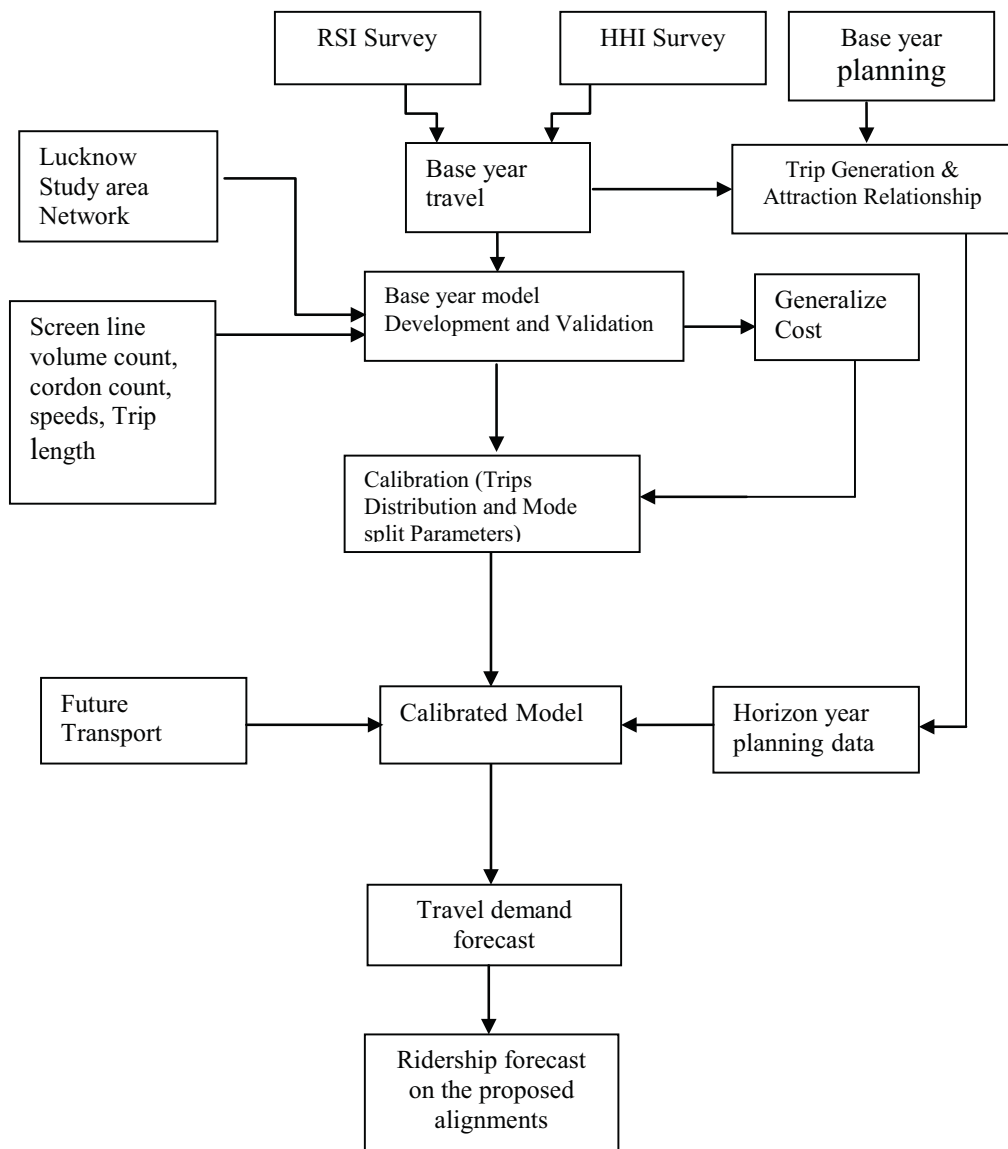 RSI Survey
HHI Survey
Base year
planning
Lucknow
Study area
Network
Base year
travel
Trip Generation &
Attraction Relationship
Screen line
volume count,
cordon count,
speeds, Trip
length
Base year model
Development and Validation
Generalize
Cost
Calibration (Trips
Distribution and Mode
split Parameters)
Future
Transport
Calibrated Model
Horizon year
planning data
Travel demand
forecast
Ridership forecast
on the proposed
alignments